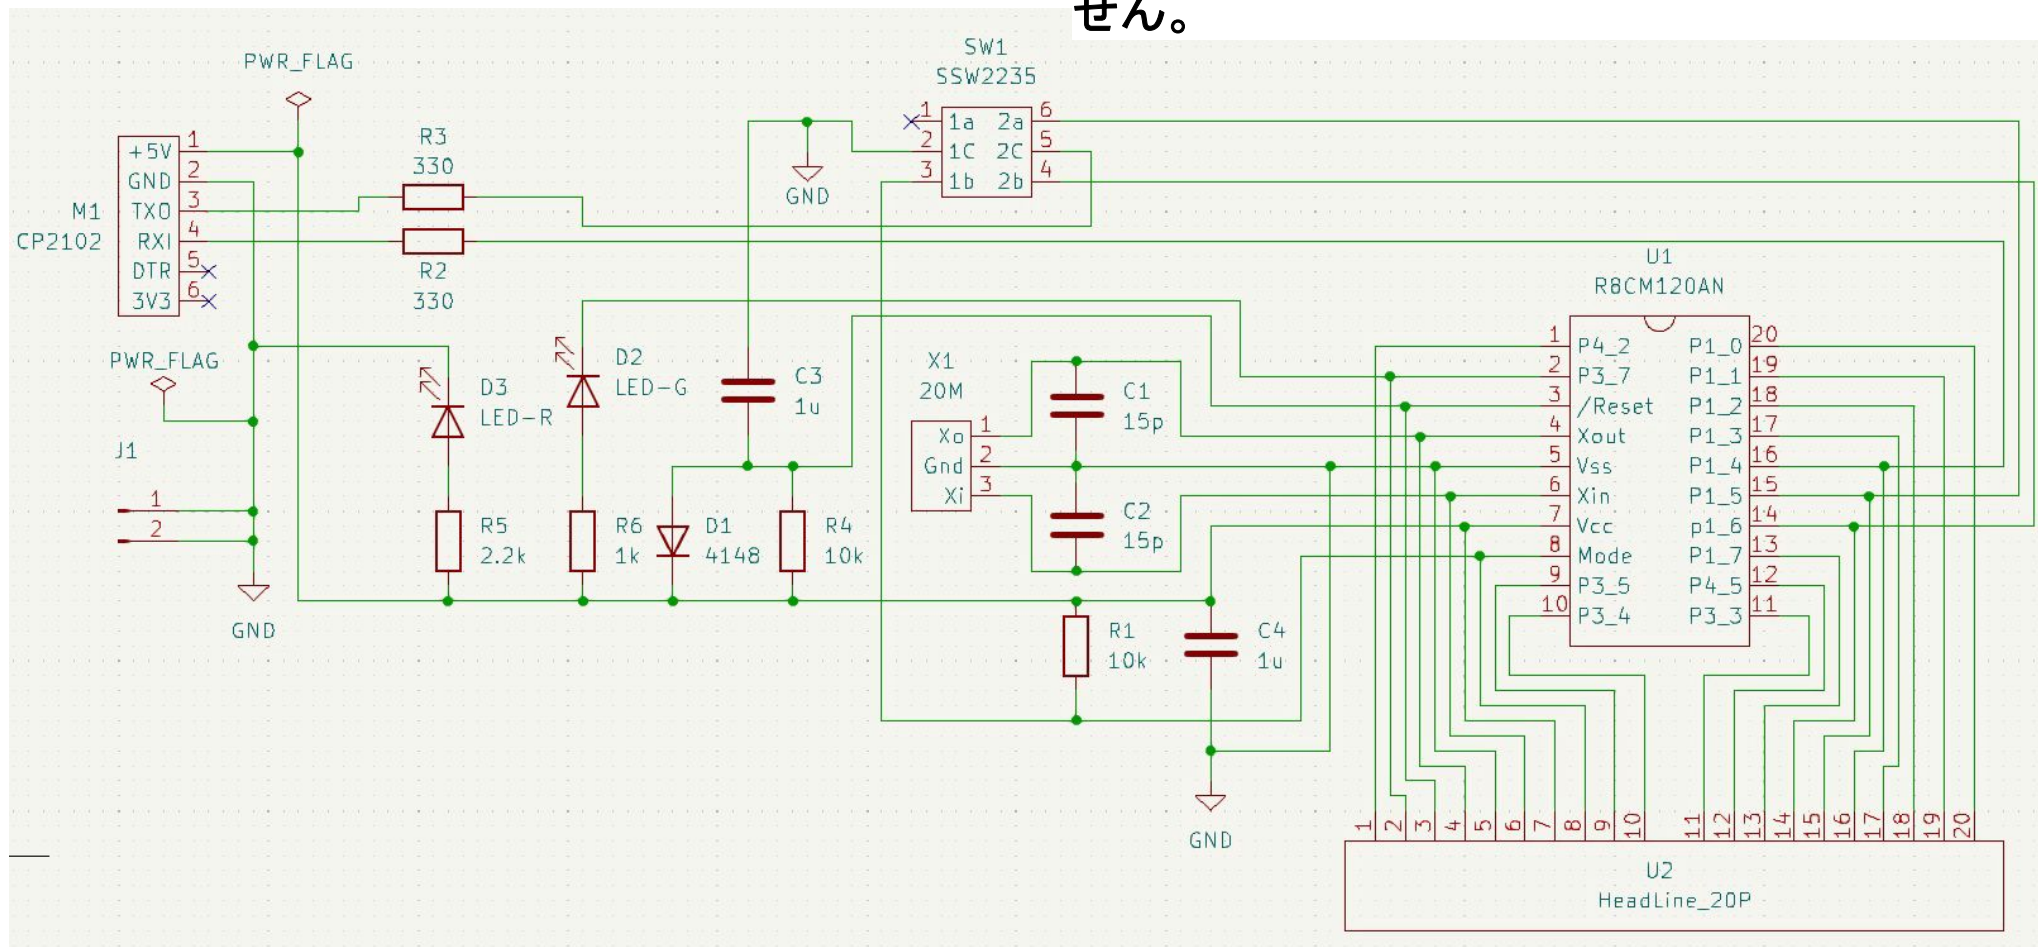 せん。
PWR_FLAG
SW1
SSW2235
1 1a 2a 6
2 1C 2C 5
3 1b 2b 4
GND
R3
330
M1
CP2102
+5V 1
GND 2
TXO 3
RXI 4
DTR 5
3V3 6
R2
330
PWR_FLAG
J1
1
2
GND
D3
LED-R
D2
LED-G
C3
1u
R5
2.2k
R6
1k
D1
4148
R4
10k
X1
20M
Xo 1
Gnd 2
Xi 3
C1
15p
C2
15p
R1
10k
C4
1u
GND
U1
R8CM120AN
1 P4_2 P1_0 20
2 P3_7 P1_1 19
3 /Reset P1_2 18
4 Xout P1_3 17
5 Vss P1_4 16
6 Xin P1_5 15
7 Vcc p1_6 14
8 Mode P1_7 13
9 P3_5 P4_5 12
10 P3_4 P3_3 11
1 2 3 4 5 6 7 8 9 10 11 12 13 14 15 16 17 18 19 20
U2
HeadLine_20P